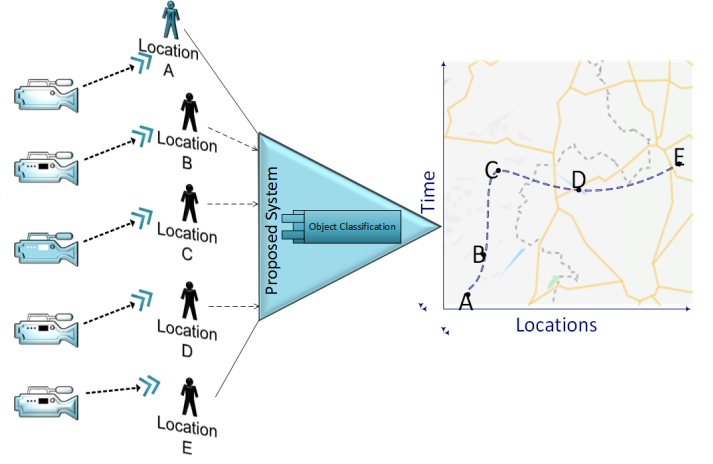 Location
A
Location
B
Location
C
Location
D
Location
E
Proposed System
Object Classification
Time
A
B
C
D
E
Locations